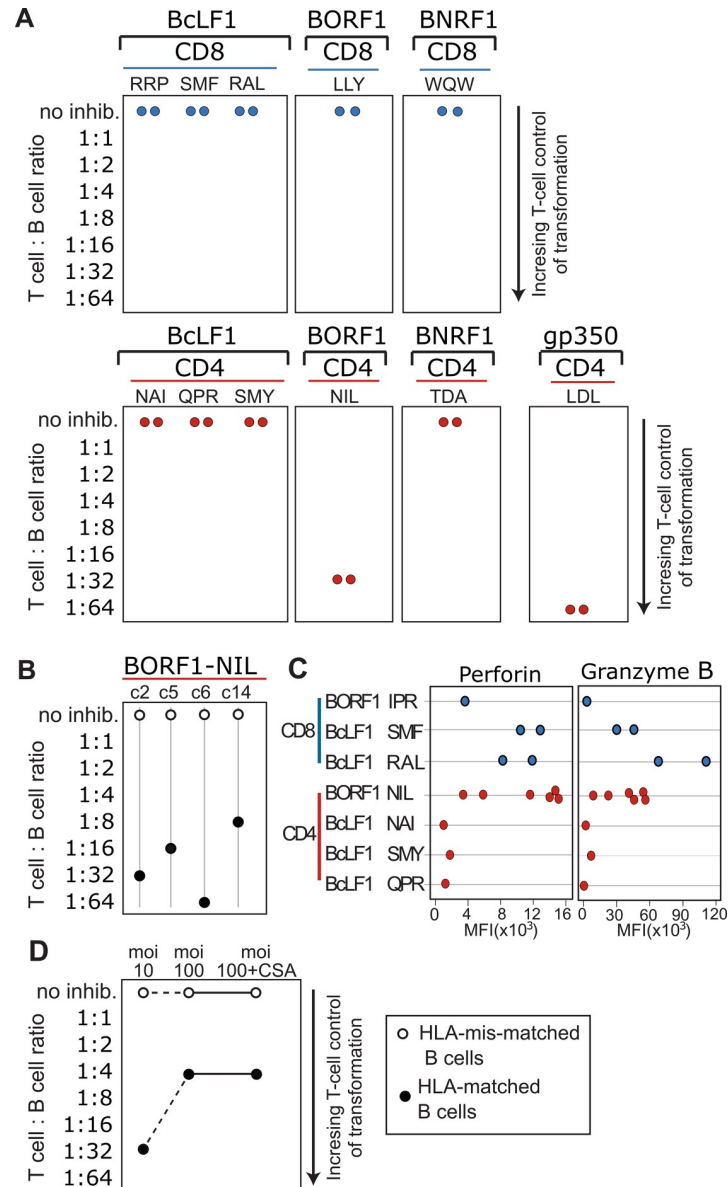 A
BcLF1 BORF1 BNRF1
CD8 CD8 CD8
RRP SMF RAL LLY WQW
no inhib.
1:1
1:2
1:4
1:8
1:16
1:32
1:64
T cell : B cell ratio
Incresing T-cell control
of transformation
BcLF1 BORF1 BNRF1 gp350
CD4 CD4 CD4 CD4
NAI QPR SMY NIL TDA LDL
no inhib.
1:1
1:2
1:4
1:8
1:16
1:32
1:64
T cell : B cell ratio
Incresing T-cell control
of transformation
B
BORF1-NIL
c2 c5 c6 c14
no inhib.
1:1
1:2
1:4
1:8
1:16
1:32
1:64
T cell : B cell ratio
C
Perforin Granzyme B
CD8
BORF1 IPR
BcLF1 SMF
BcLF1 RAL
CD4
BORF1 NIL
BcLF1 NAI
BcLF1 SMY
BcLF1 QPR
0 4 8 12 16 0 30 60 90 120
MFI(x10³) MFI(x10³)
D
moi moi moi
10 100 100+CSA
no inhib.
1:1
1:2
1:4
1:8
1:16
1:32
1:64
T cell : B cell ratio
Incresing T-cell control
of transformation
HLA-mis-matched
B cells
HLA-matched
B cells